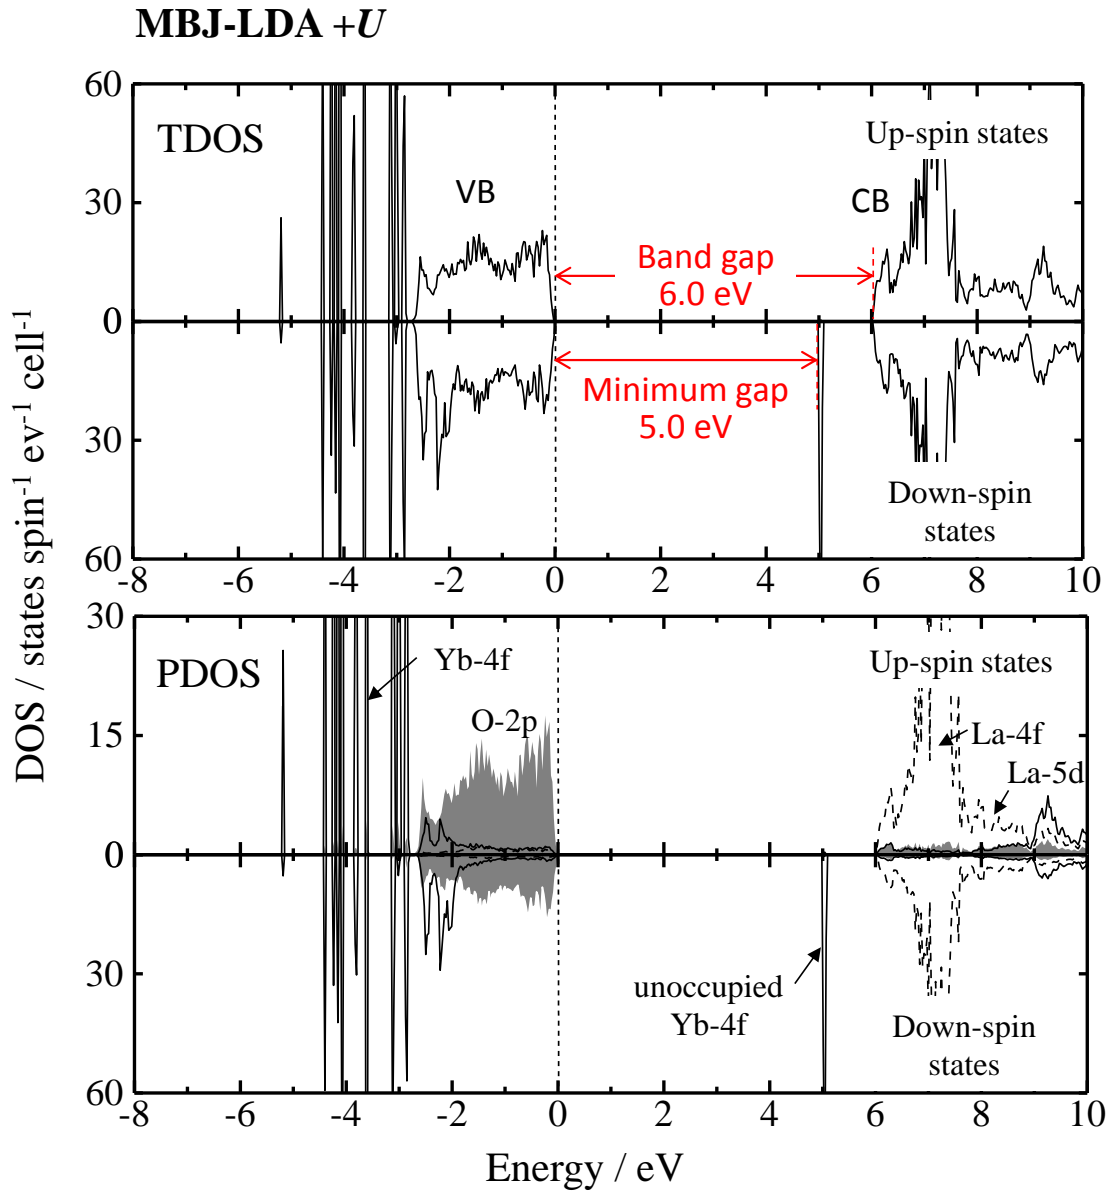 MBJ-LDA +U
60
TDOS
Up-spin states
VB
CB
30
Band gap
6.0 eV
0
Minimum gap
5.0 eV
30
Down-spin
states
60
-8 -6 -4 -2 0 2 4 6 8 10
DOS / states spin-1 ev-1 cell-1
30
PDOS
Yb-4f
Up-spin states
O-2p
15
La-4f
La-5d
0
30
unoccupied
Yb-4f
Down-spin
states
60
-8 -6 -4 -2 0 2 4 6 8 10
Energy / eV